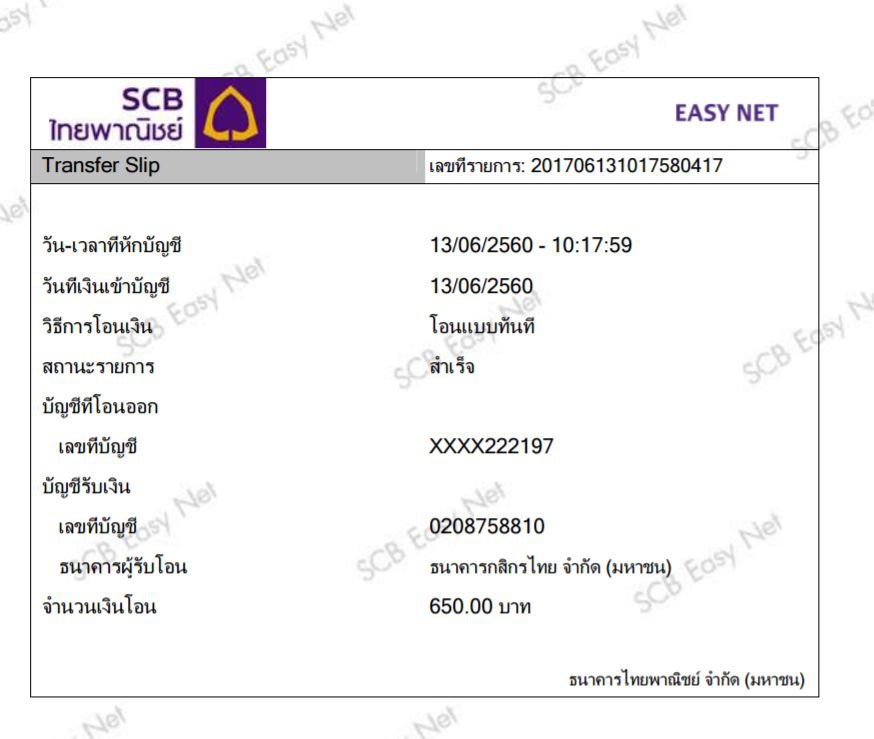 SCB Easy Net
SCB Easy Net
SCB
ไทยพาณิชย์
EASY NET
Transfer Slip เลขที่รายการ: 201706131017580417
วัน-เวลาที่หักบัญชี 13/06/2560 - 10:17:59
วันที่เงินเข้าบัญชี 13/06/2560
วิธีการโอนเงิน โอนแบบทันที
สถานะรายการ สำเร็จ
บัญชีที่โอนออก
เลขที่บัญชี XXXX222197
บัญชีรับเงิน
เลขที่บัญชี 0208758810
ธนาคารผู้รับโอน ธนาคารกสิกรไทย จำกัด (มหาชน)
จำนวนเงินโอน 650.00 บาท
ธนาคารไทยพาณิชย์ จำกัด (มหาชน)
SCB Easy Net
SCB Easy Net
SCB Easy Net
SCB Easy Net
SCB Easy Net
SCB Easy Net
Net
Net